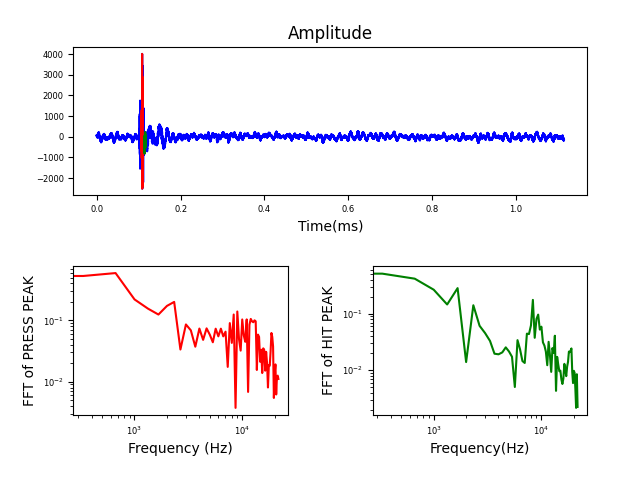 Amplitude
4000
3000
2000
1000
0
−1000
−2000
0.0 0.2 0.4 0.6 0.8 1.0
Time(ms)
FFT of PRESS PEAK
10⁻¹
10⁻²
10³ 10⁴
Frequency (Hz)
FFT of HIT PEAK
10⁻¹
10⁻²
10³ 10⁴
Frequency(Hz)